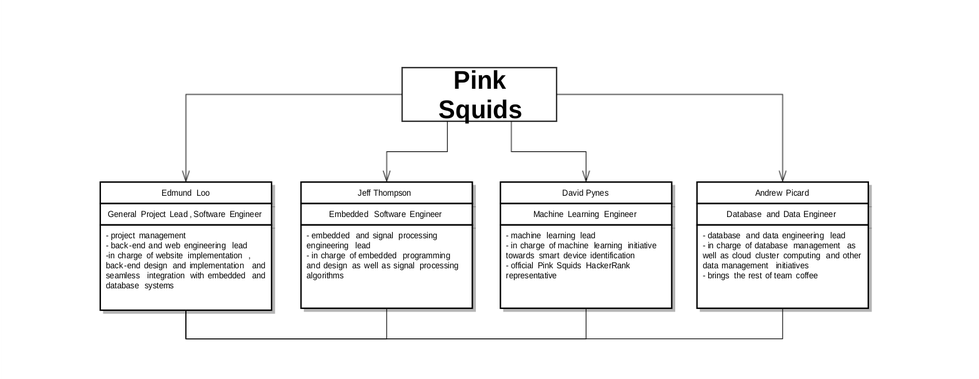 Pink
Squids
Edmund Loo
General Project Lead , Software Engineer
- project management
- back-end and web engineering lead
-in charge of website implementation ,
back-end design and implementation and
seamless integration with embedded and
database systems
Jeff Thompson
Embedded Software Engineer
- embedded and signal processing
engineering lead
- in charge of embedded programming
and design as well as signal processing
algorithms
David Pynes
Machine Learning Engineer
- machine learning lead
- in charge of machine learning initiative
towards smart device identification
- official Pink Squids HackerRank
representative
Andrew Picard
Database and Data Engineer
- database and data engineering lead
- in charge of database management as
well as cloud cluster computing and other
data management initiatives
- brings the rest of team coffee